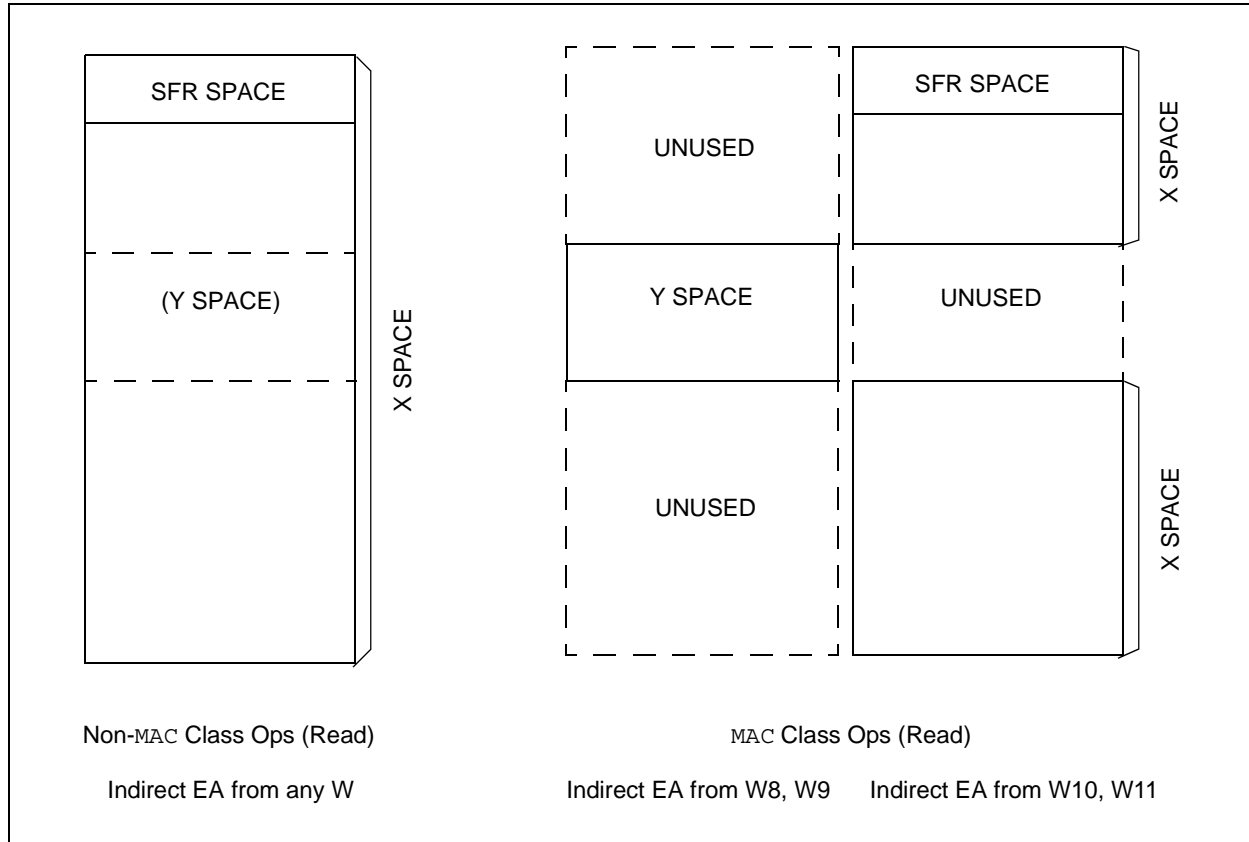 SFR SPACE
(Y SPACE)
X SPACE
UNUSED
Y SPACE
UNUSED
SFR SPACE
X SPACE
UNUSED
X SPACE
Non-MAC Class Ops (Read)
MAC Class Ops (Read)
Indirect EA from any W
Indirect EA from W8, W9
Indirect EA from W10, W11